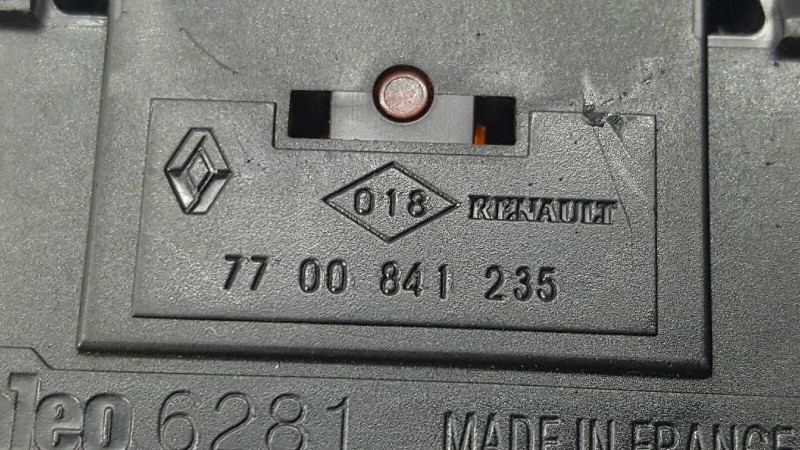 018 RENAULT
77 00 841 235
6281 MADE IN FRANCE